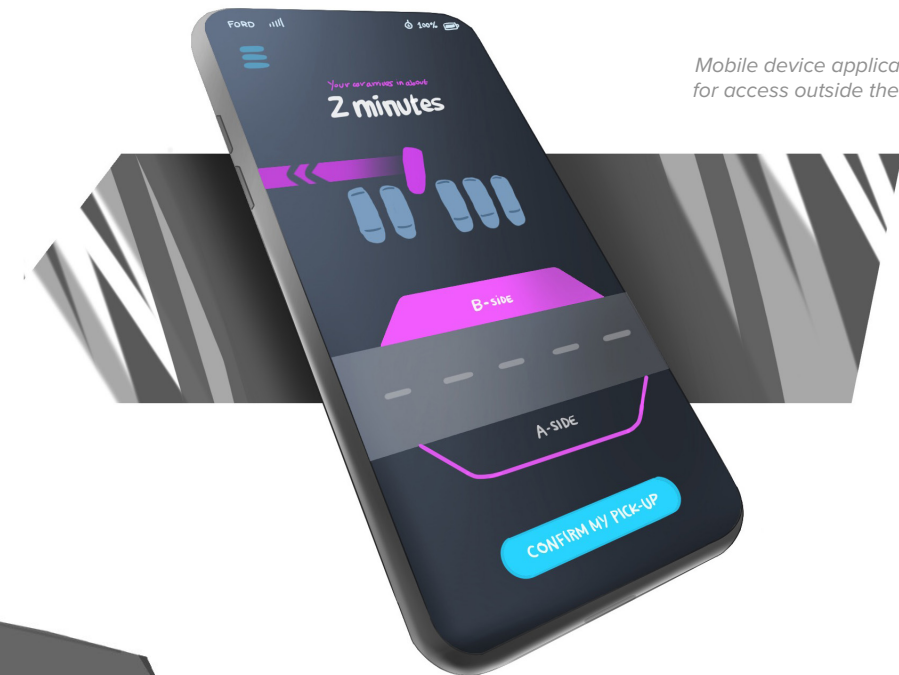 FORD 100%
Mobile device applica
for access outside the
Your car arrives in about
2 minutes
B-SIDE
A-SIDE
CONFIRM MY PICK-UP